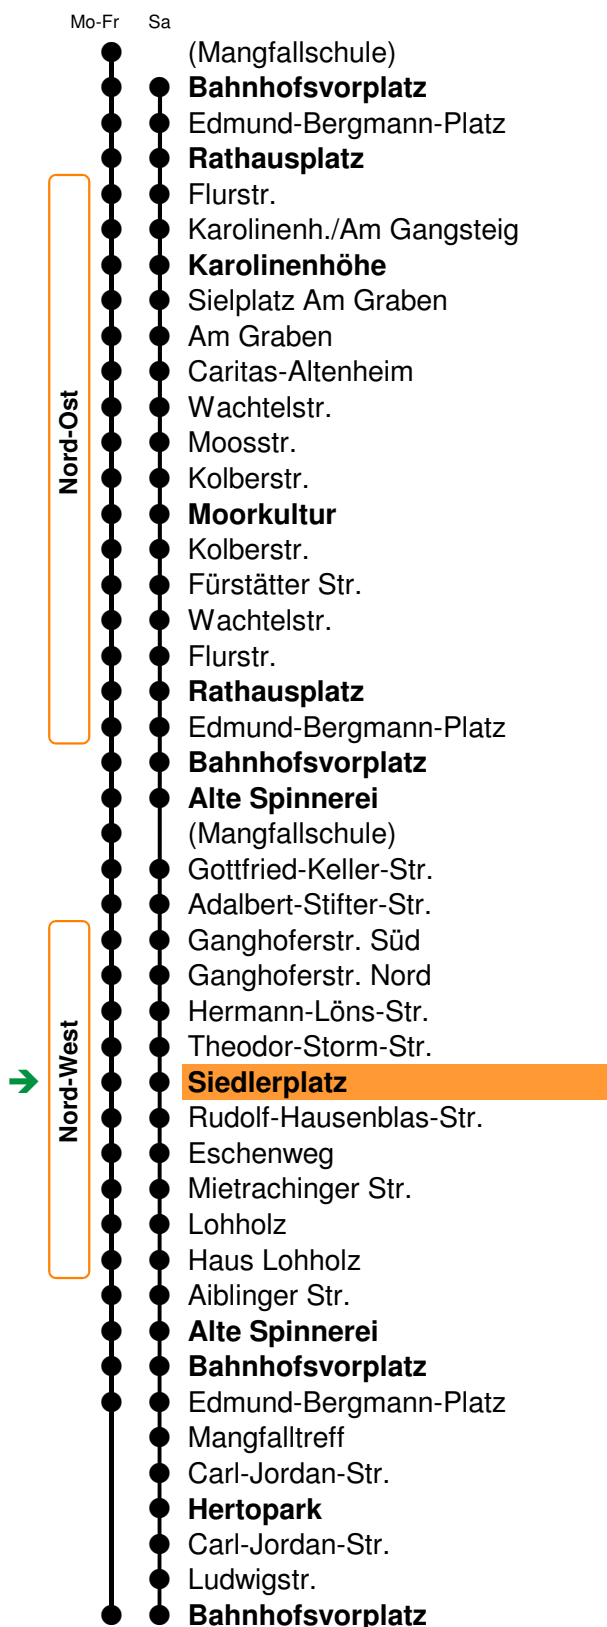 Mo-Fr Sa
(Mangfallschule)
Bahnhofsvorplatz
Edmund-Bergmann-Platz
Rathausplatz
Flurstr.
Karolinenh./Am Gangsteig
Karolinenhöhe
Sielplatz Am Graben
Am Graben
Caritas-Altenheim
Wachtelstr.
Moosstr.
Kolberstr.
Moorkultur
Kolberstr.
Fürstätter Str.
Wachtelstr.
Flurstr.
Rathausplatz
Edmund-Bergmann-Platz
Nord-Ost
Bahnhofsvorplatz
Alte Spinnerei
(Mangfallschule)
Gottfried-Keller-Str.
Adalbert-Stifter-Str.
Ganghoferstr. Süd
Ganghoferstr. Nord
Hermann-Löns-Str.
Theodor-Storm-Str.
Siedlerplatz
Rudolf-Hausenblas-Str.
Eschenweg
Mietrachinger Str.
Lohholz
Haus Lohholz
Nord-West
Aiblinger Str.
Alte Spinnerei
Bahnhofsvorplatz
Edmund-Bergmann-Platz
Mangfalltreff
Carl-Jordan-Str.
Hertopark
Carl-Jordan-Str.
Ludwigstr.
Bahnhofsvorplatz